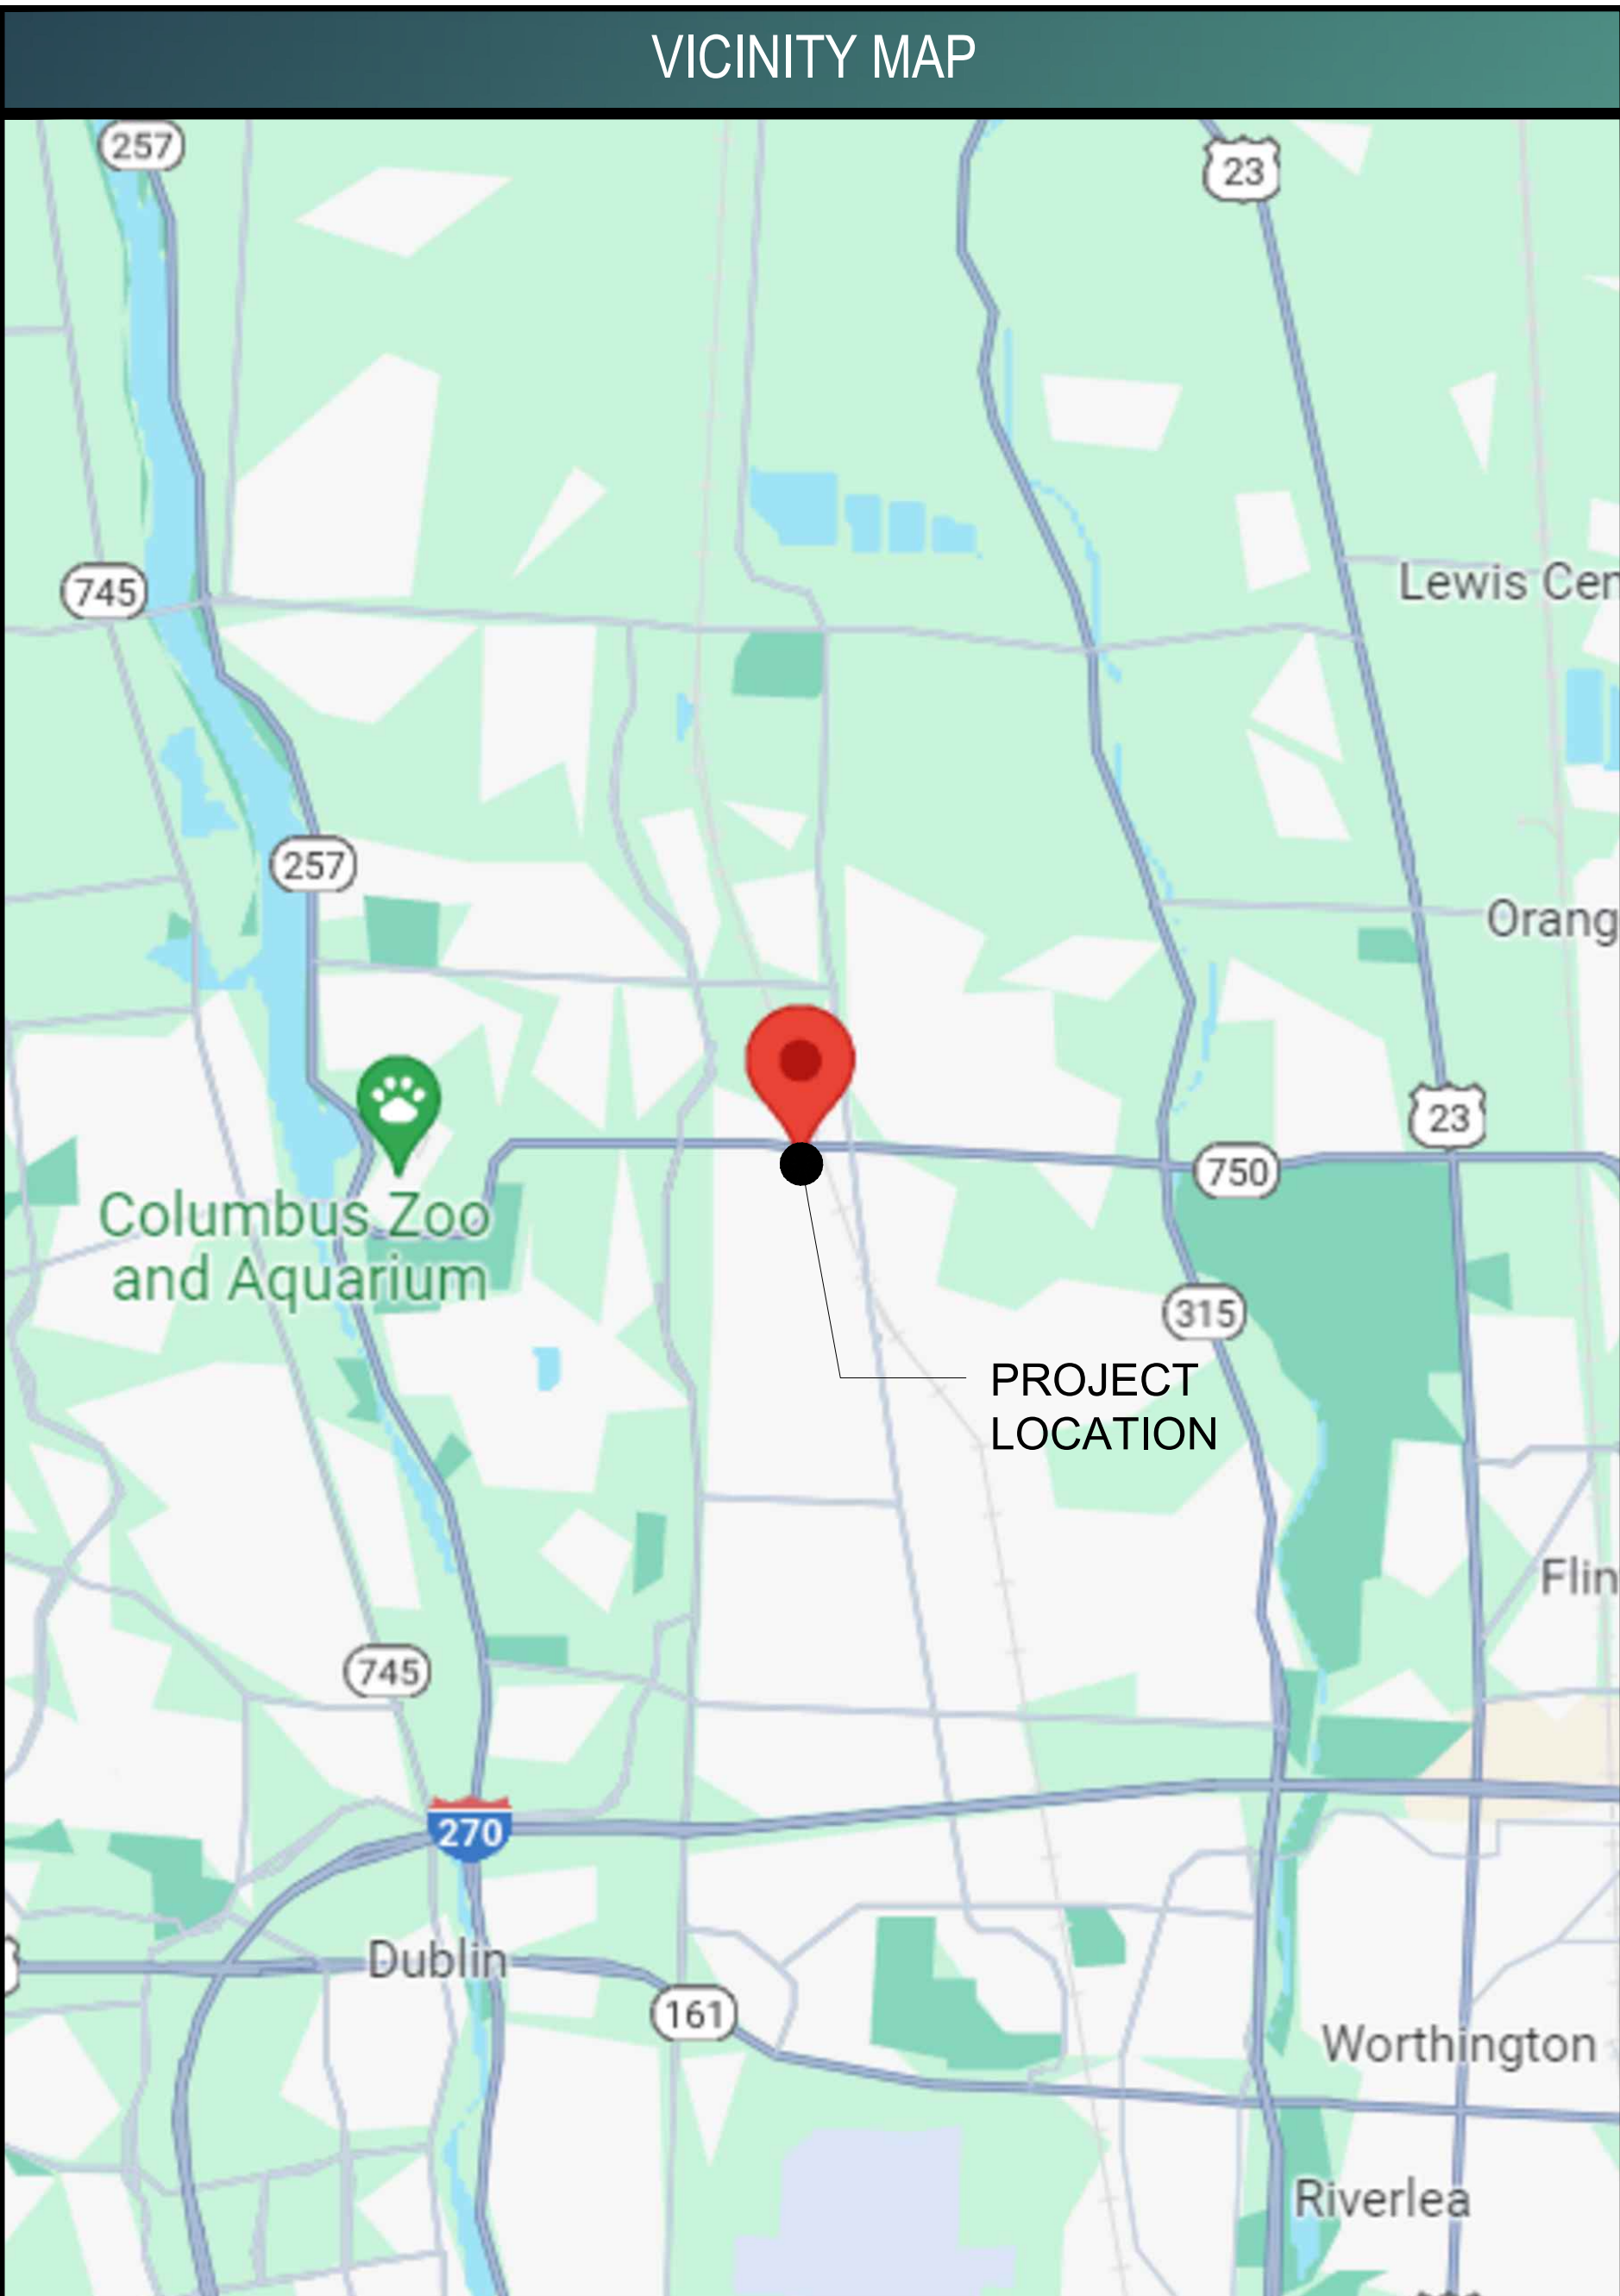 VICINITY MAP
257
23
745
Lewis Cen
257
Orang
23
750
Columbus Zoo
and Aquarium
315
PROJECT
LOCATION
Flin
745
270
Dublin
161
Worthington
Riverlea